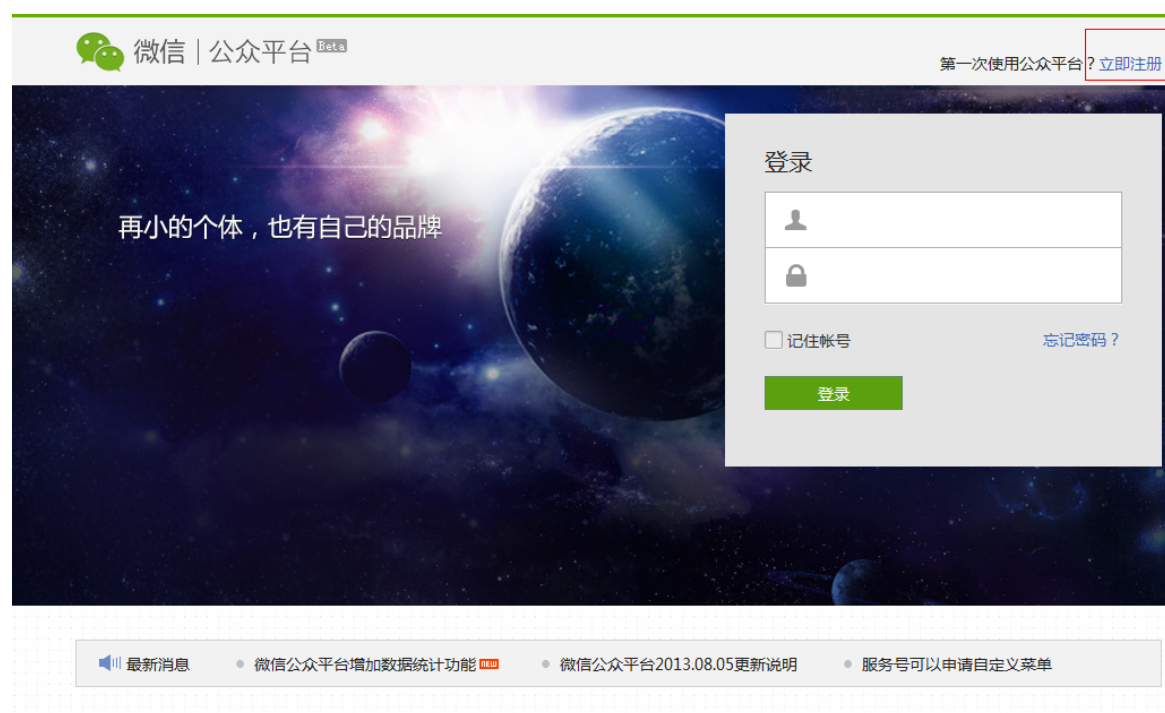 微信 | 公众平台 Beta
第一次使用公众平台？立即注册
登录
再小的个体，也有自己的品牌
记住帐号 忘记密码？
登录
最新消息 • 微信公众平台增加数据统计功能 NEW • 微信公众平台2013.08.05更新说明 • 服务号可以申请自定义菜单